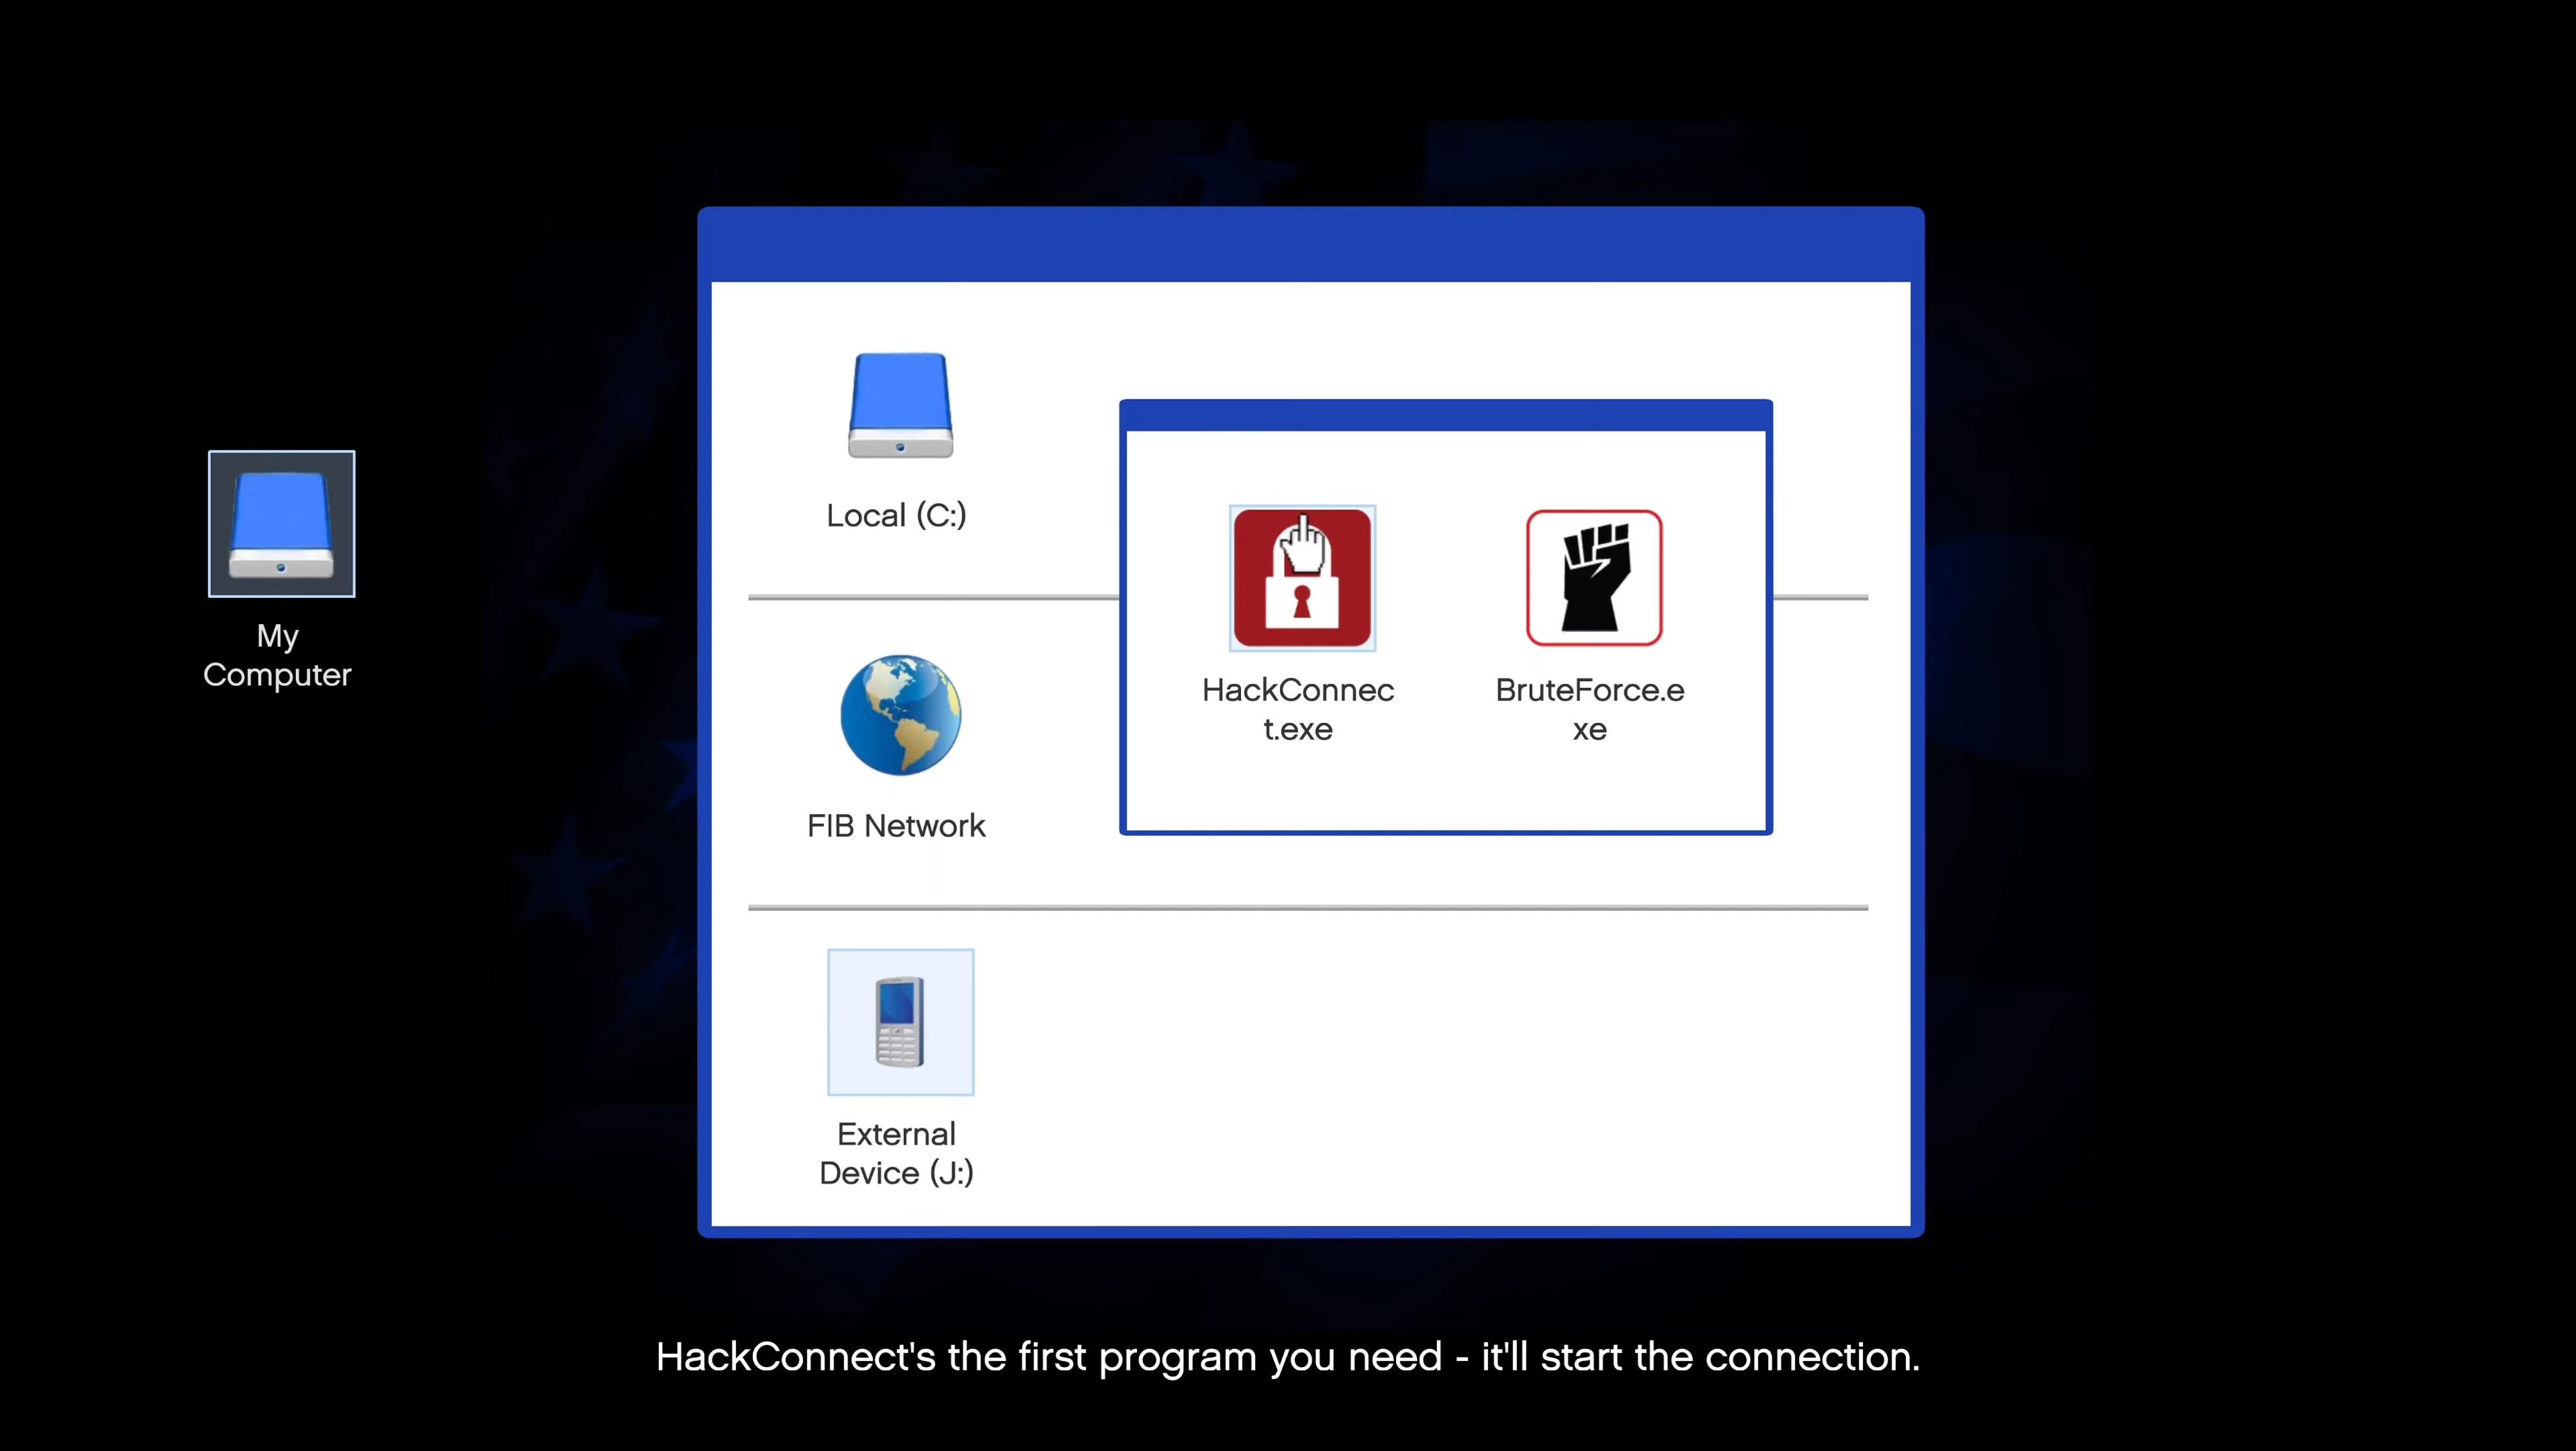 My
Computer
Local (C:)
FIB Network
External
Device (J:)
HackConnec
t.exe
BruteForce.e
xe
HackConnect's the first program you need - it'll start the connection.